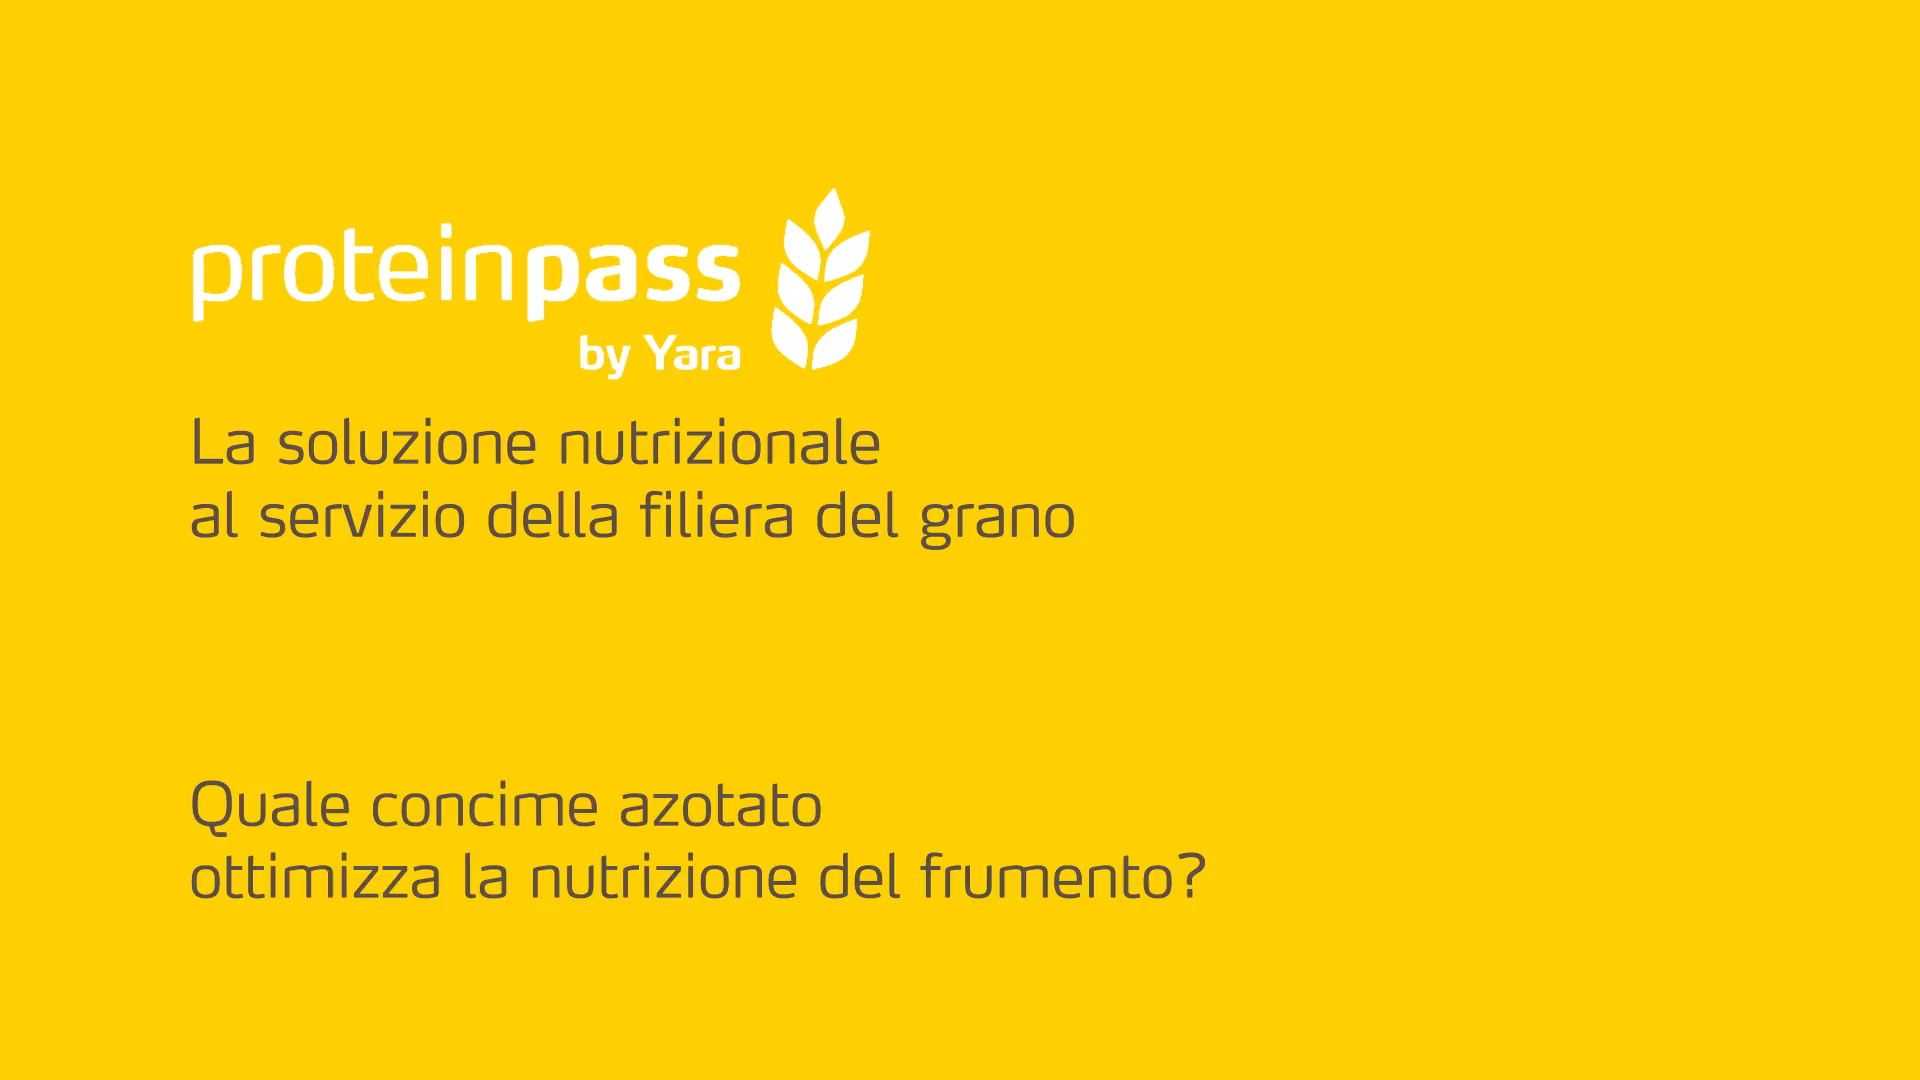 proteinpass
by Yara
La soluzione nutrizionale
al servizio della filiera del grano
Quale concime azotato
ottimizza la nutrizione del frumento?